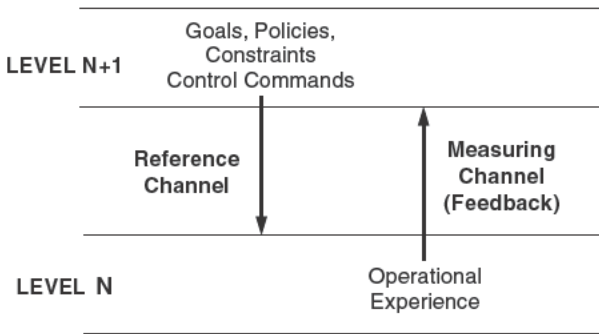 Goals, Policies,
Constraints
Control Commands
LEVEL N+1
Reference
Channel
Measuring
Channel
(Feedback)
LEVEL N
Operational
Experience